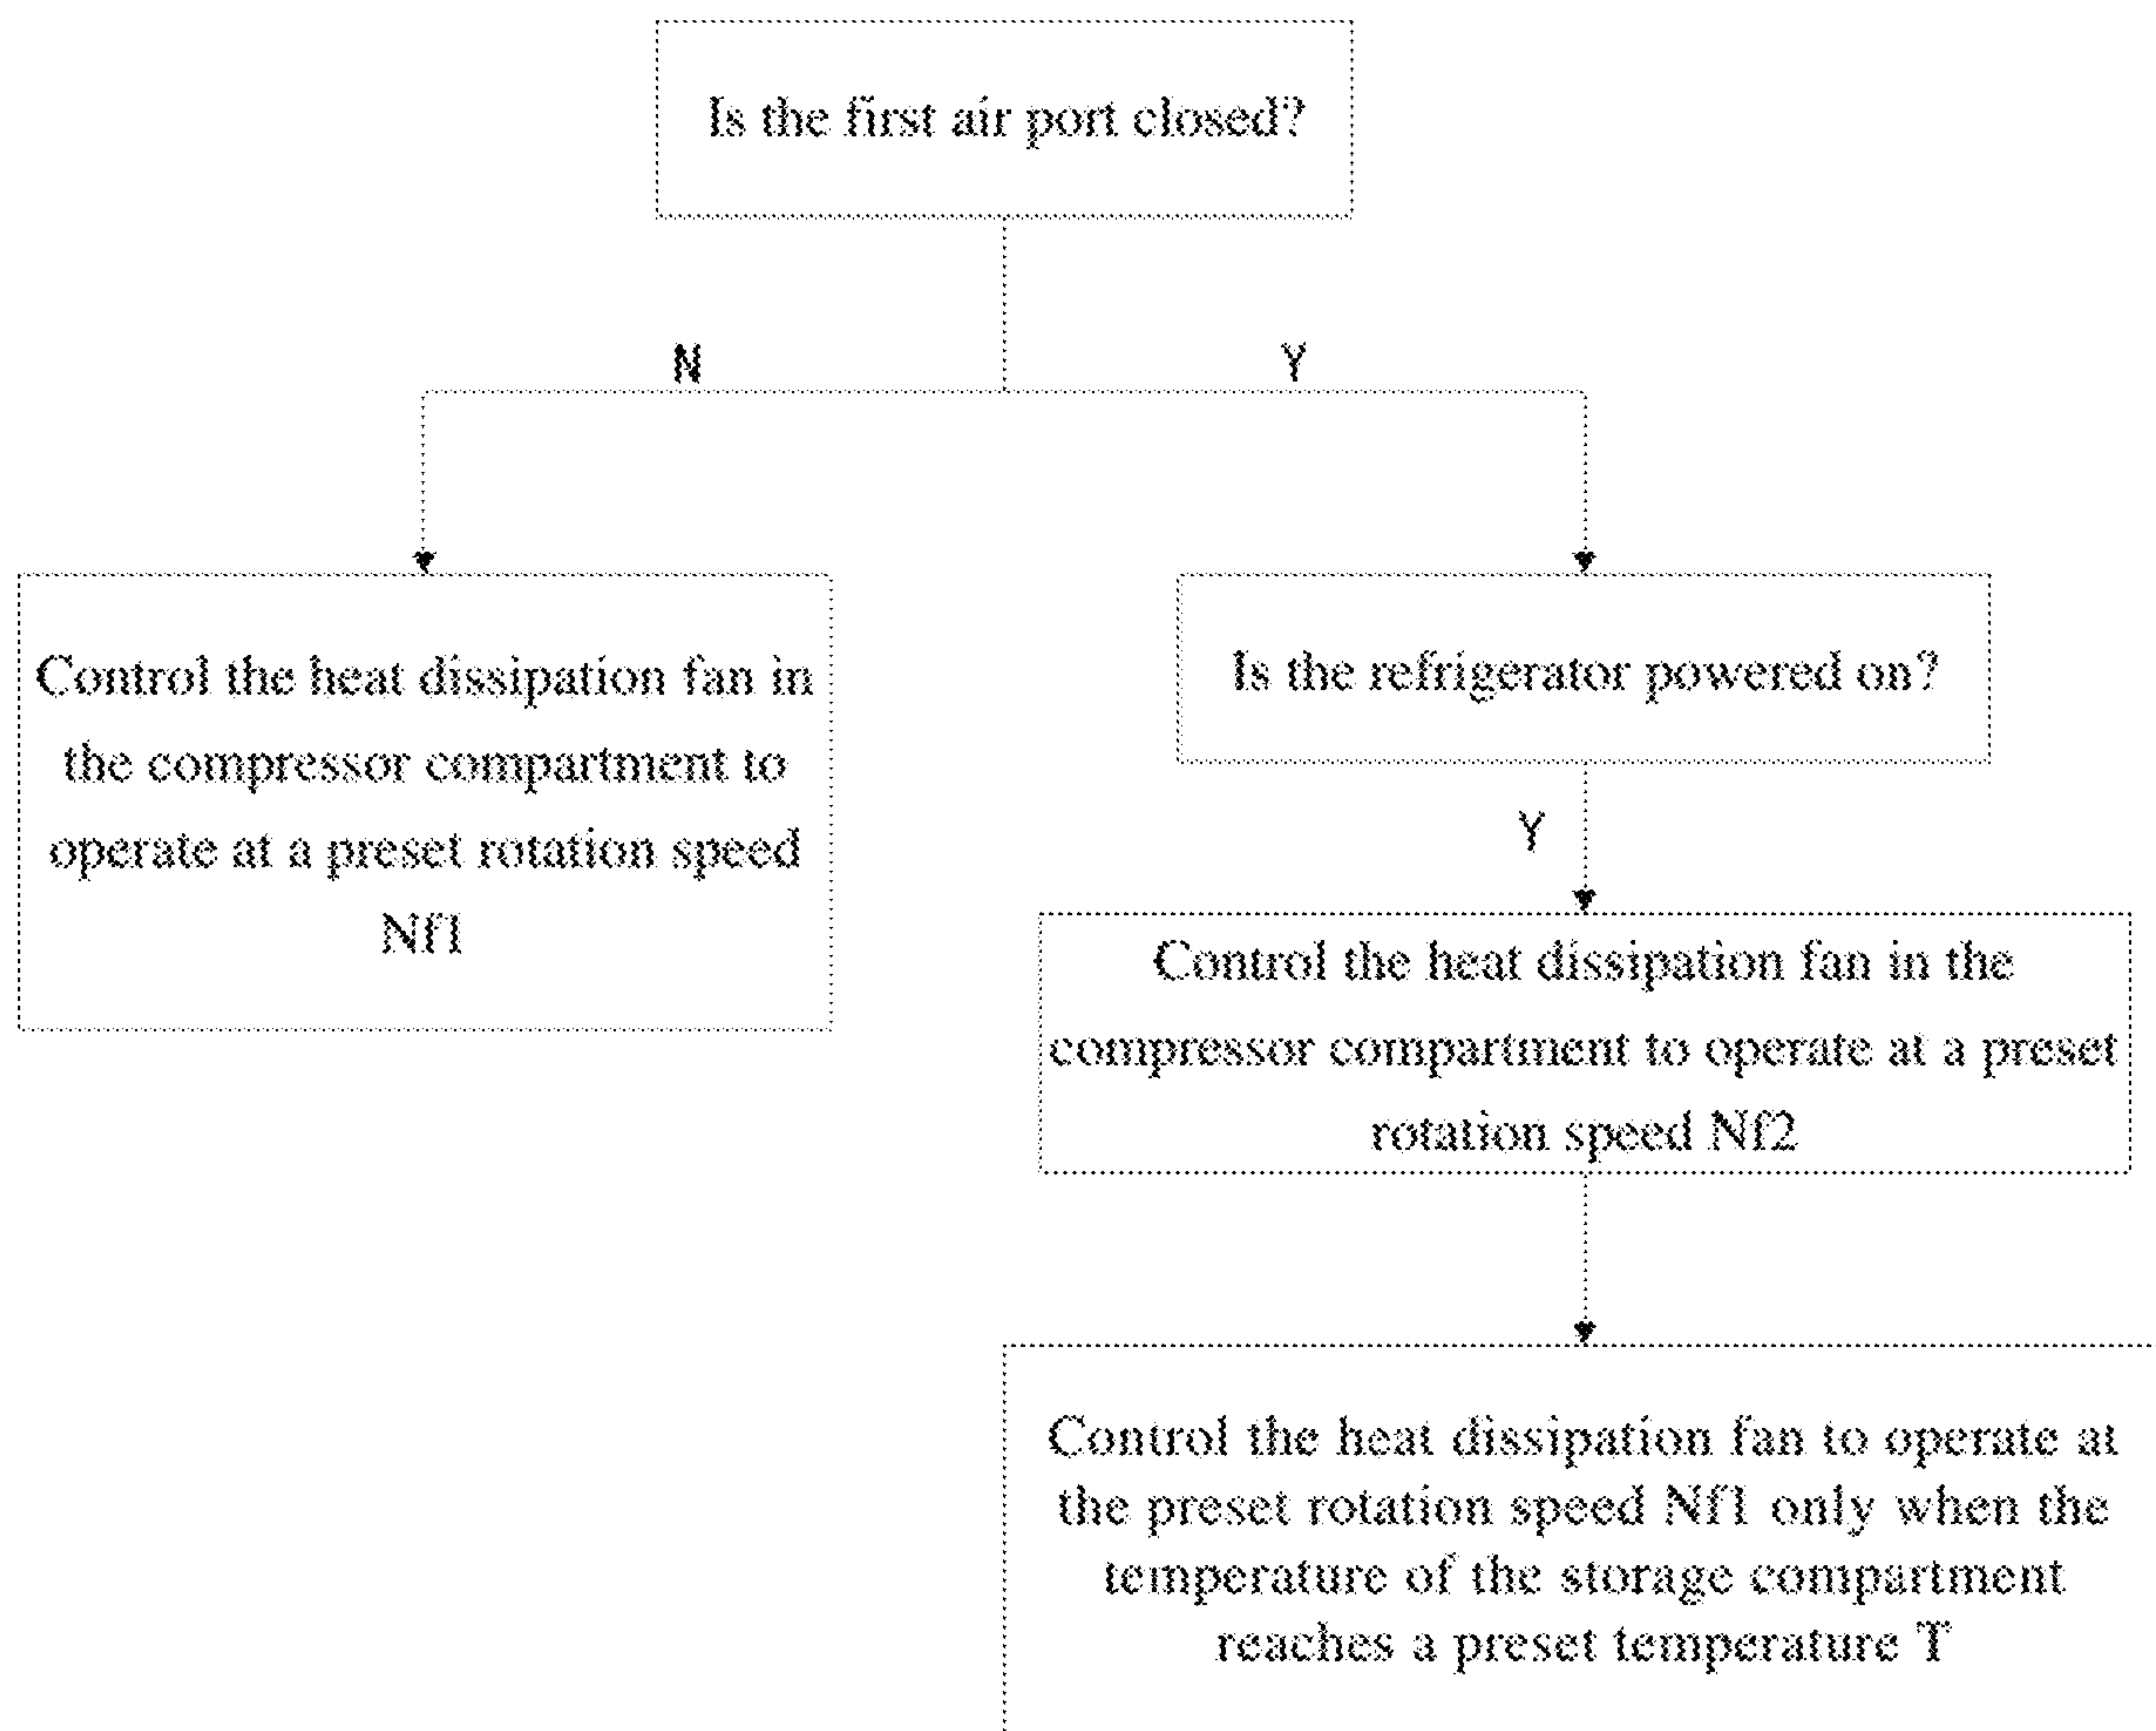 Is the first air port closed?
N
Y
Control the heat dissipation fan in
the compressor compartment to
operate at a preset rotation speed
Nf1
Is the refrigerator powered on?
Y
Control the heat dissipation fan in the
compressor compartment to operate at a preset
rotation speed Nf2
Control the heat dissipation fan to operate at
the preset rotation speed Nf1 only when the
temperature of the storage compartment
reaches a preset temperature T